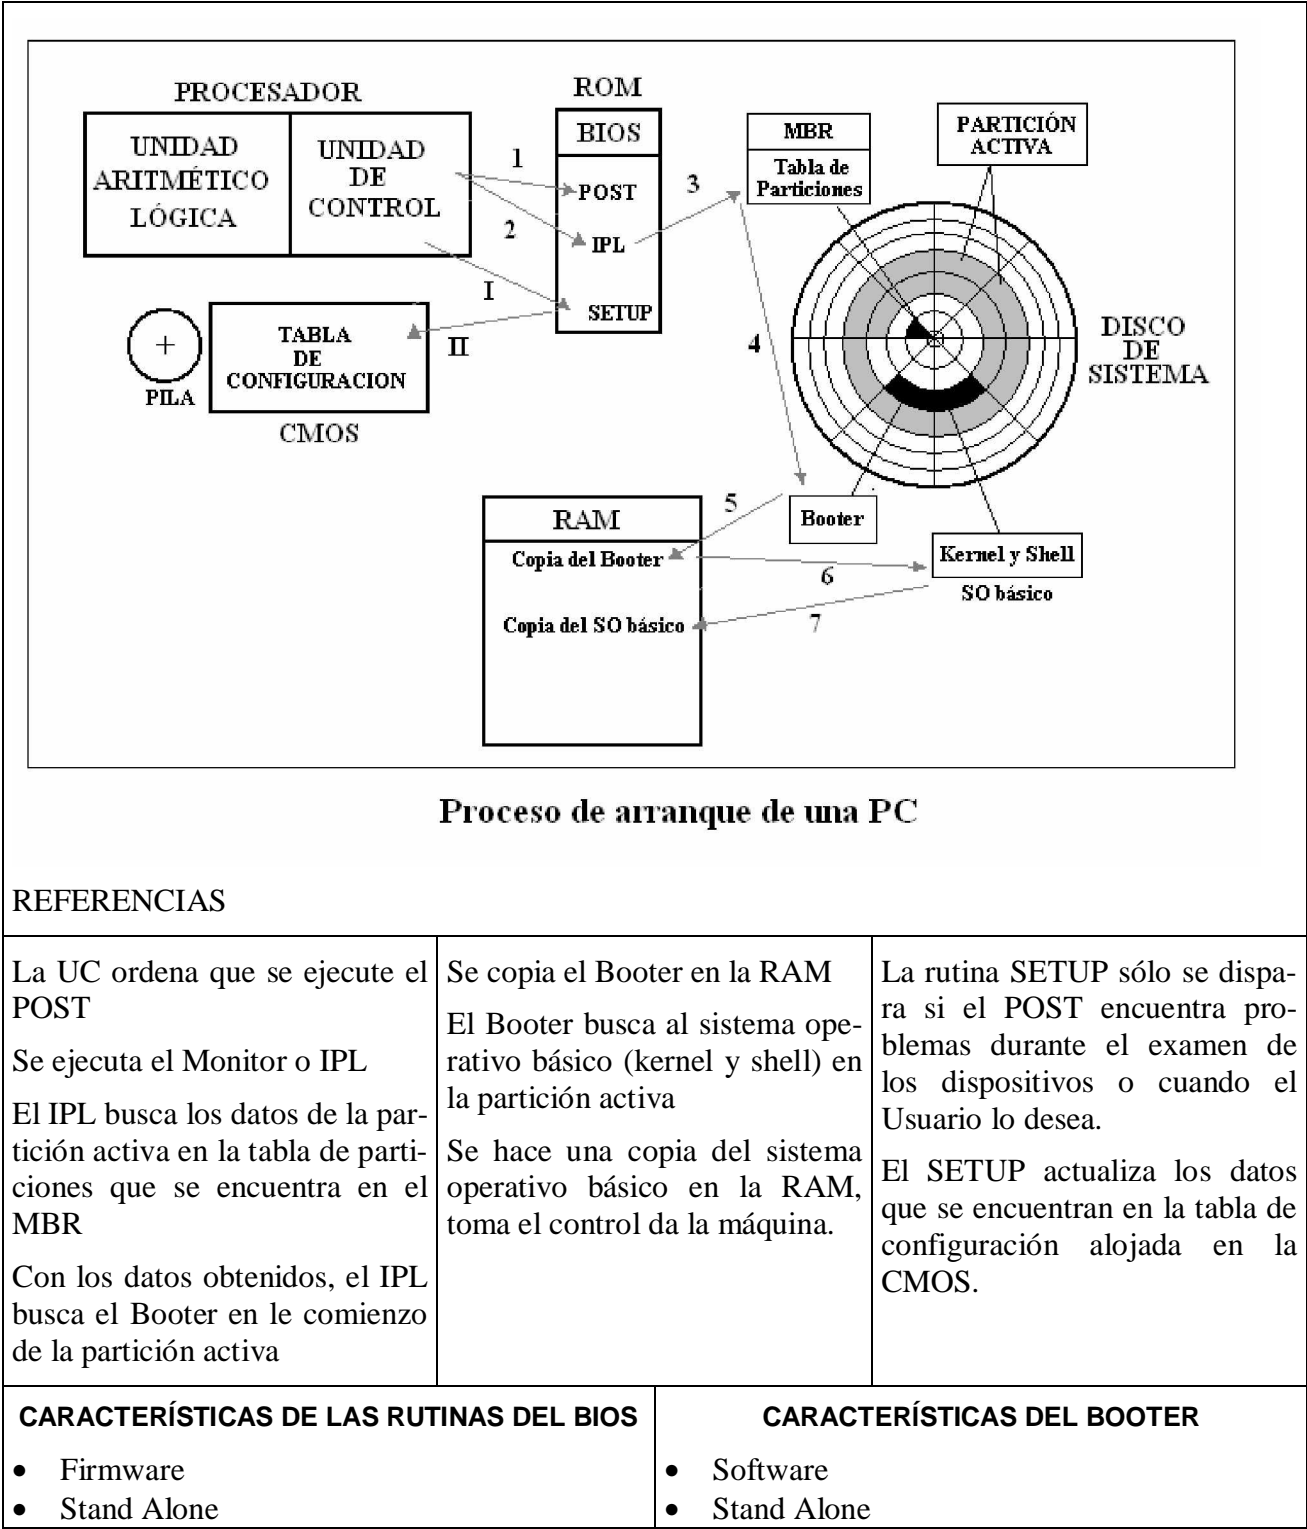 PROCESADOR
UNIDAD
ARITMÉTICO
LÓGICA
UNIDAD
DE
CONTROL
ROM
BIOS
POST
IPL
SETUP
1
2
I
II
3
4
MBR
Tabla de
Particiones
PARTICIÓN
ACTIVA
DISCO
DE
SISTEMA
+
PILA
TABLA
DE
CONFIGURACION
CMOS
RAM
Copia del Booter
Copia del SO básico
5
6
7
Booter
Kernel y Shell
SO básico
Proceso de arranque de una PC
REFERENCIAS
La UC ordena que se ejecute el
POST
Se ejecuta el Monitor o IPL
El IPL busca los datos de la par-
tición activa en la tabla de parti-
ciones que se encuentra en el
MBR
Con los datos obtenidos, el IPL
busca el Booter en le comienzo
de la partición activa
Se copia el Booter en la RAM
El Booter busca al sistema ope-
rativo básico (kernel y shell) en
la partición activa
Se hace una copia del sistema
operativo básico en la RAM,
toma el control da la máquina.
La rutina SETUP sólo se dispa-
ra si el POST encuentra pro-
blemas durante el examen de
los dispositivos o cuando el
Usuario lo desea.
El SETUP actualiza los datos
que se encuentran en la tabla de
configuración alojada en la
CMOS.
CARACTERÍSTICAS DE LAS RUTINAS DEL BIOS
• Firmware
• Stand Alone
CARACTERÍSTICAS DEL BOOTER
• Software
• Stand Alone